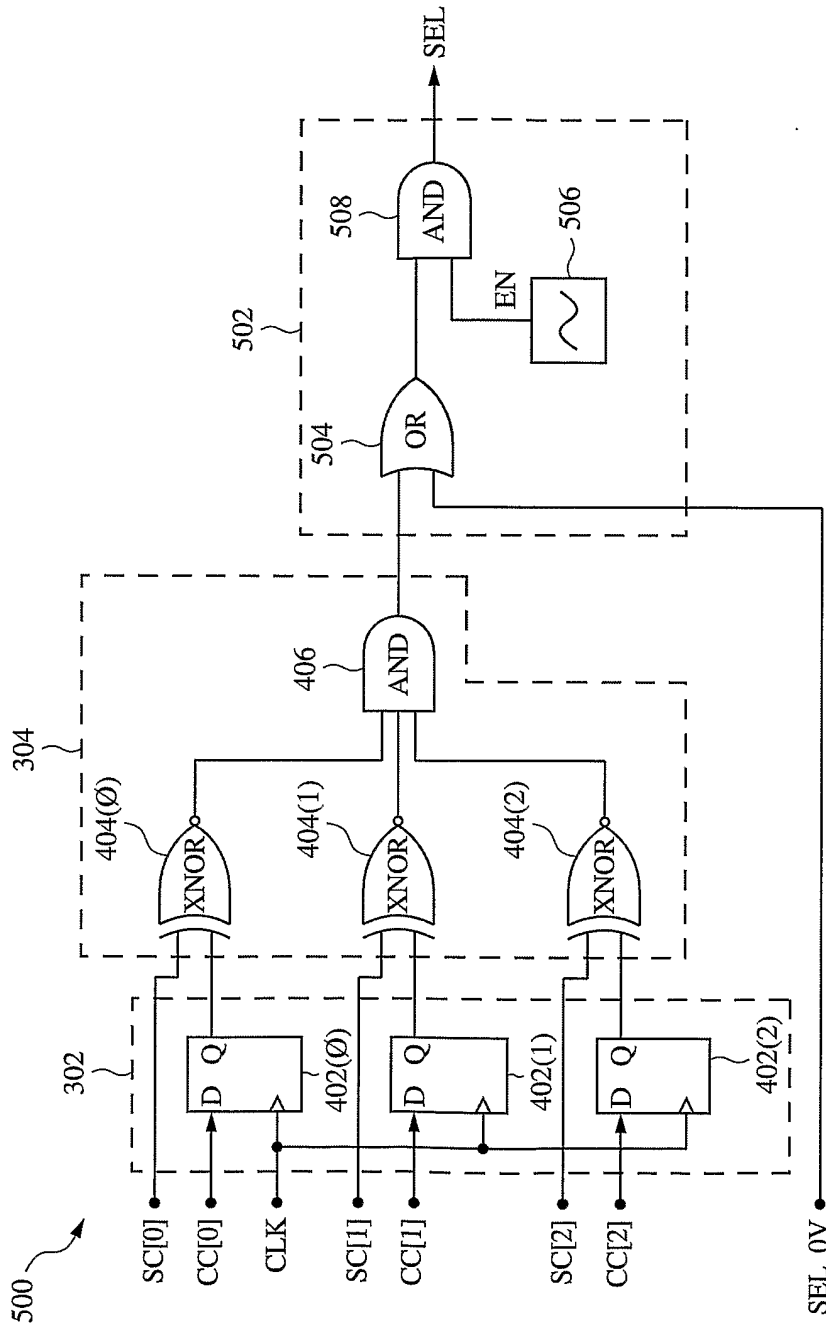 500
SC[0]
CC[0]
CLK
SC[1]
CC[1]
SC[2]
CC[2]
SEL_0V
302
D Q
402(Ø)
D Q
402(1)
D Q
402(2)
304
404(Ø)
XNOR
404(1)
XNOR
404(2)
XNOR
406
AND
502
504
OR
508
AND
EN
506
SEL